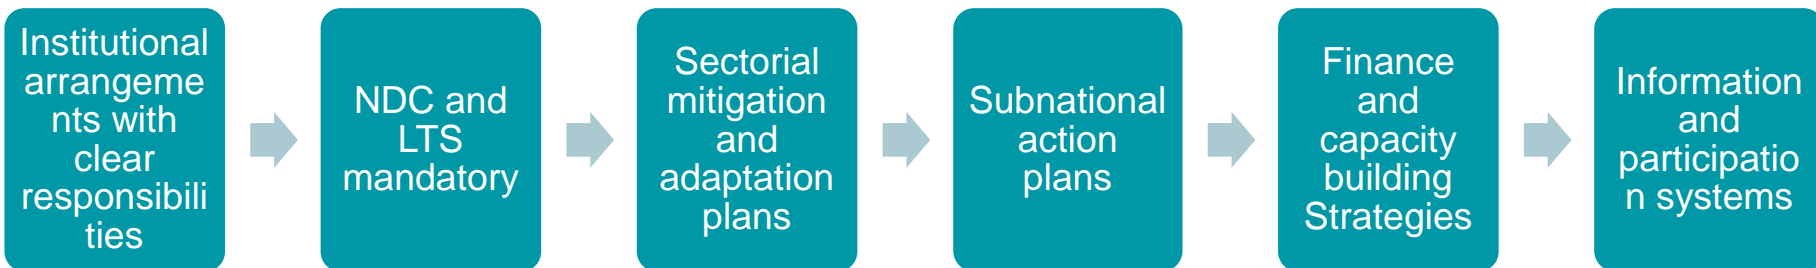 Institutional
arrangeme
nts with
clear
responsibili
ties
NDC and
LTS
mandatory
Sectorial
mitigation
and
adaptation
plans
Subnational
action
plans
Finance
and
capacity
building
Strategies
Information
and
participatio
n systems